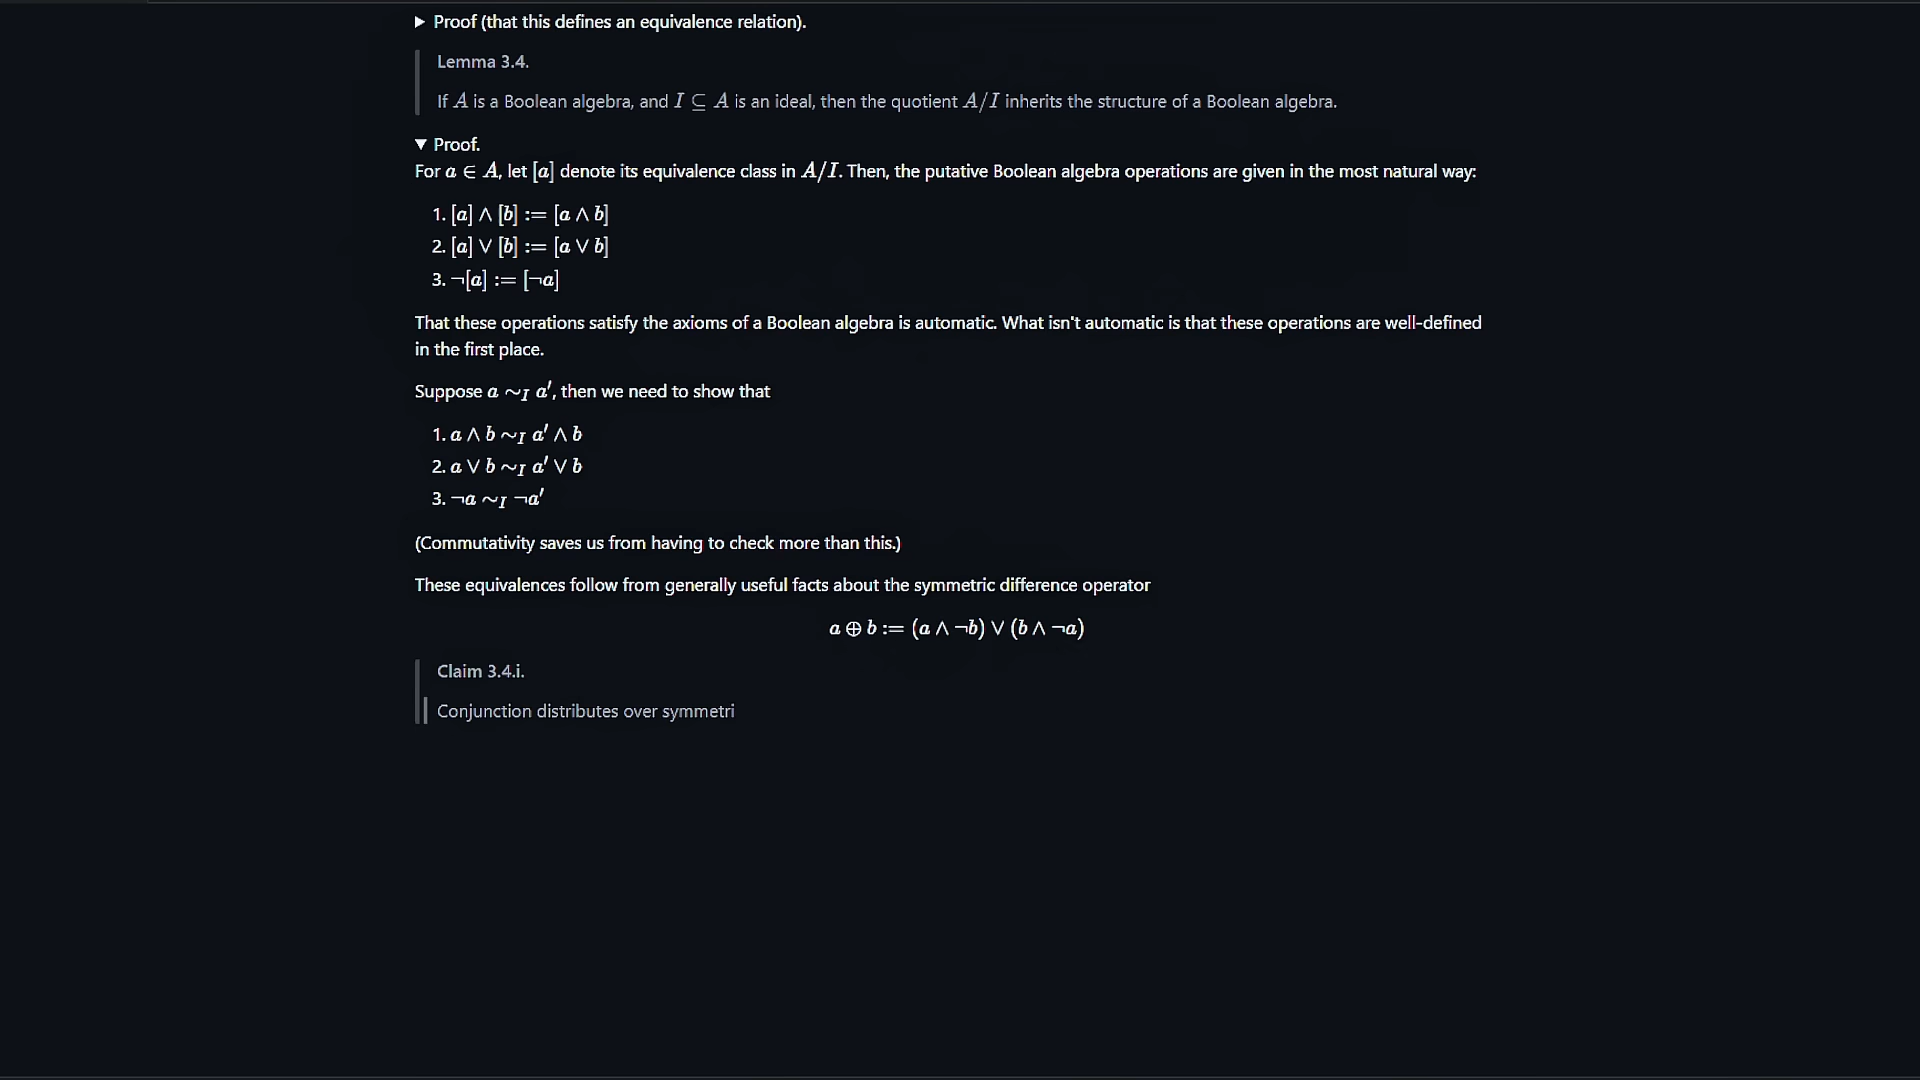 ▶ Proof (that this defines an equivalence relation).
Lemma 3.4.
If A is a Boolean algebra, and I ⊆ A is an ideal, then the quotient A/I inherits the structure of a Boolean algebra.
▼ Proof.
For a ∈ A, let [a] denote its equivalence class in A/I. Then, the putative Boolean algebra operations are given in the most natural way:
1. [a] ∧ [b] := [a ∧ b]
2. [a] ∨ [b] := [a ∨ b]
3. ¬[a] := [¬a]
That these operations satisfy the axioms of a Boolean algebra is automatic. What isn't automatic is that these operations are well-defined
in the first place.
Suppose a ∼I a′, then we need to show that
1. a ∧ b ∼I a′ ∧ b
2. a ∨ b ∼I a′ ∨ b
3. ¬a ∼I ¬a′
(Commutativity saves us from having to check more than this.)
These equivalences follow from generally useful facts about the symmetric difference operator
a ⊕ b := (a ∧ ¬b) ∨ (b ∧ ¬a)
Claim 3.4.i.
Conjunction distributes over symmetri